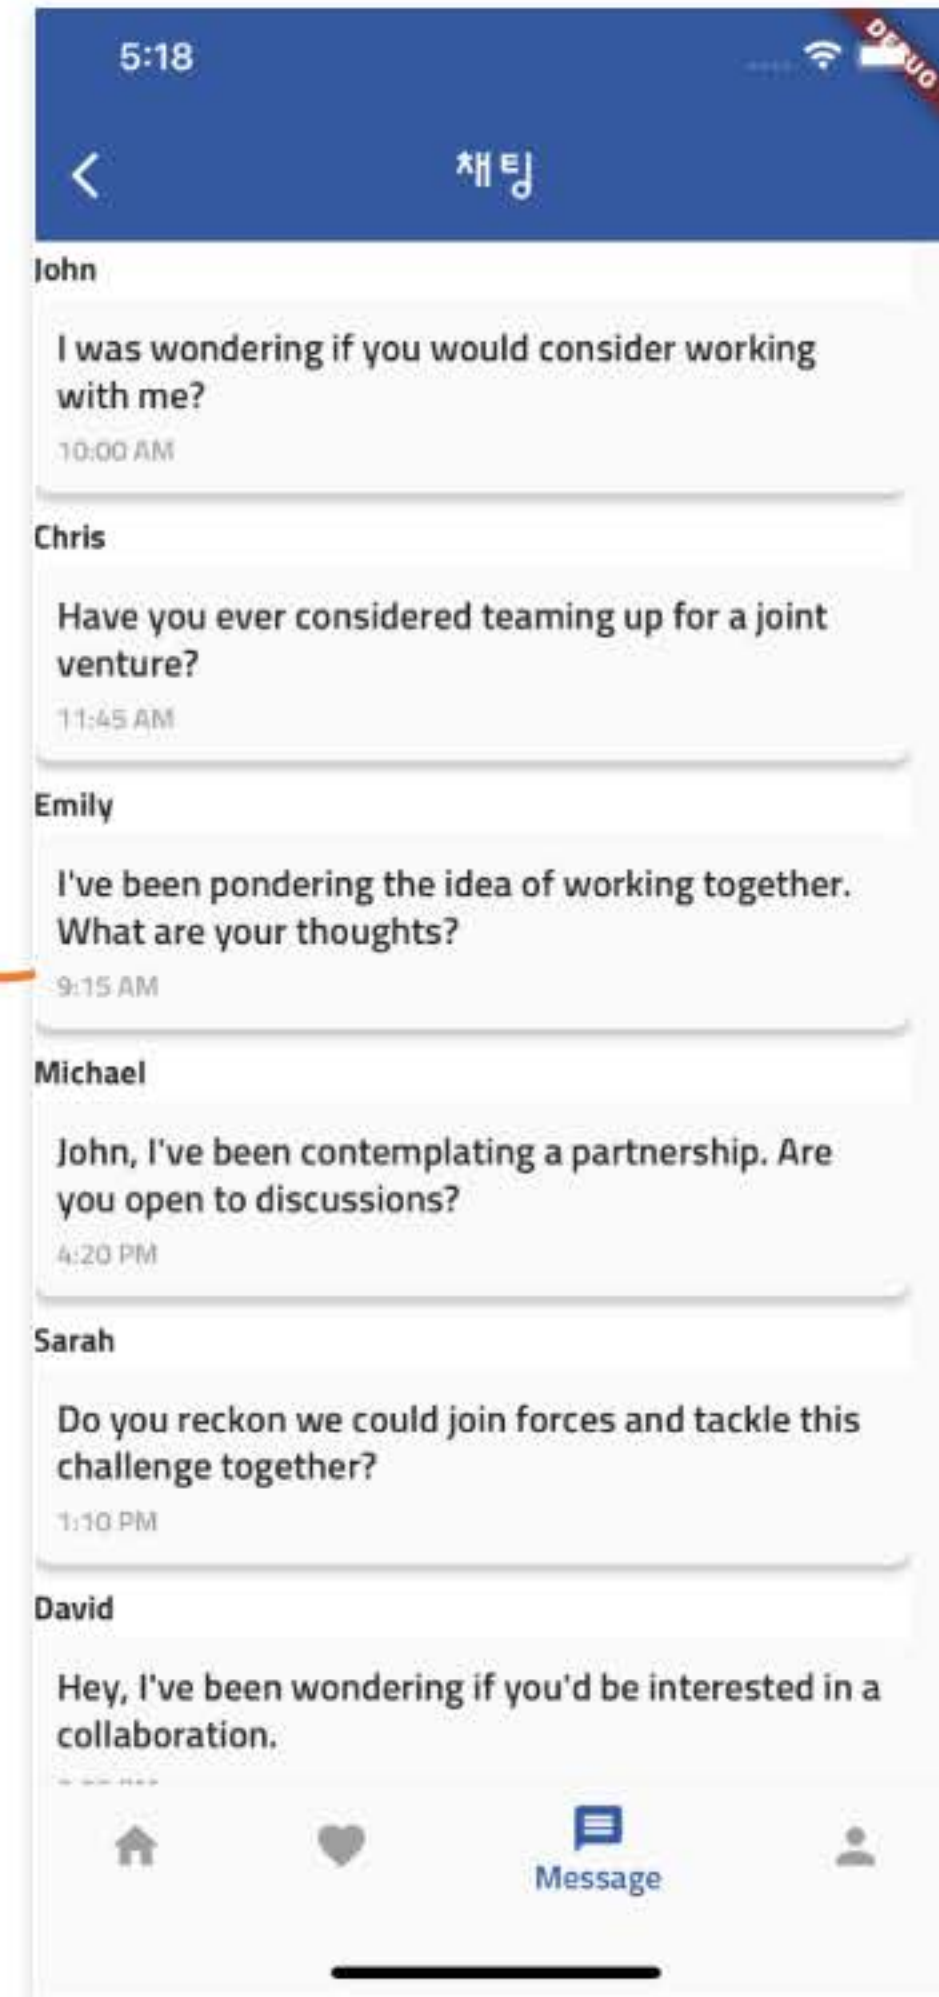 5:18
DEBUG
채팅
John
I was wondering if you would consider working
with me?
10:00 AM
Chris
Have you ever considered teaming up for a joint
venture?
11:45 AM
Emily
I've been pondering the idea of working together.
What are your thoughts?
9:15 AM
Michael
John, I've been contemplating a partnership. Are
you open to discussions?
4:20 PM
Sarah
Do you reckon we could join forces and tackle this
challenge together?
1:10 PM
David
Hey, I've been wondering if you'd be interested in a
collaboration.
Message